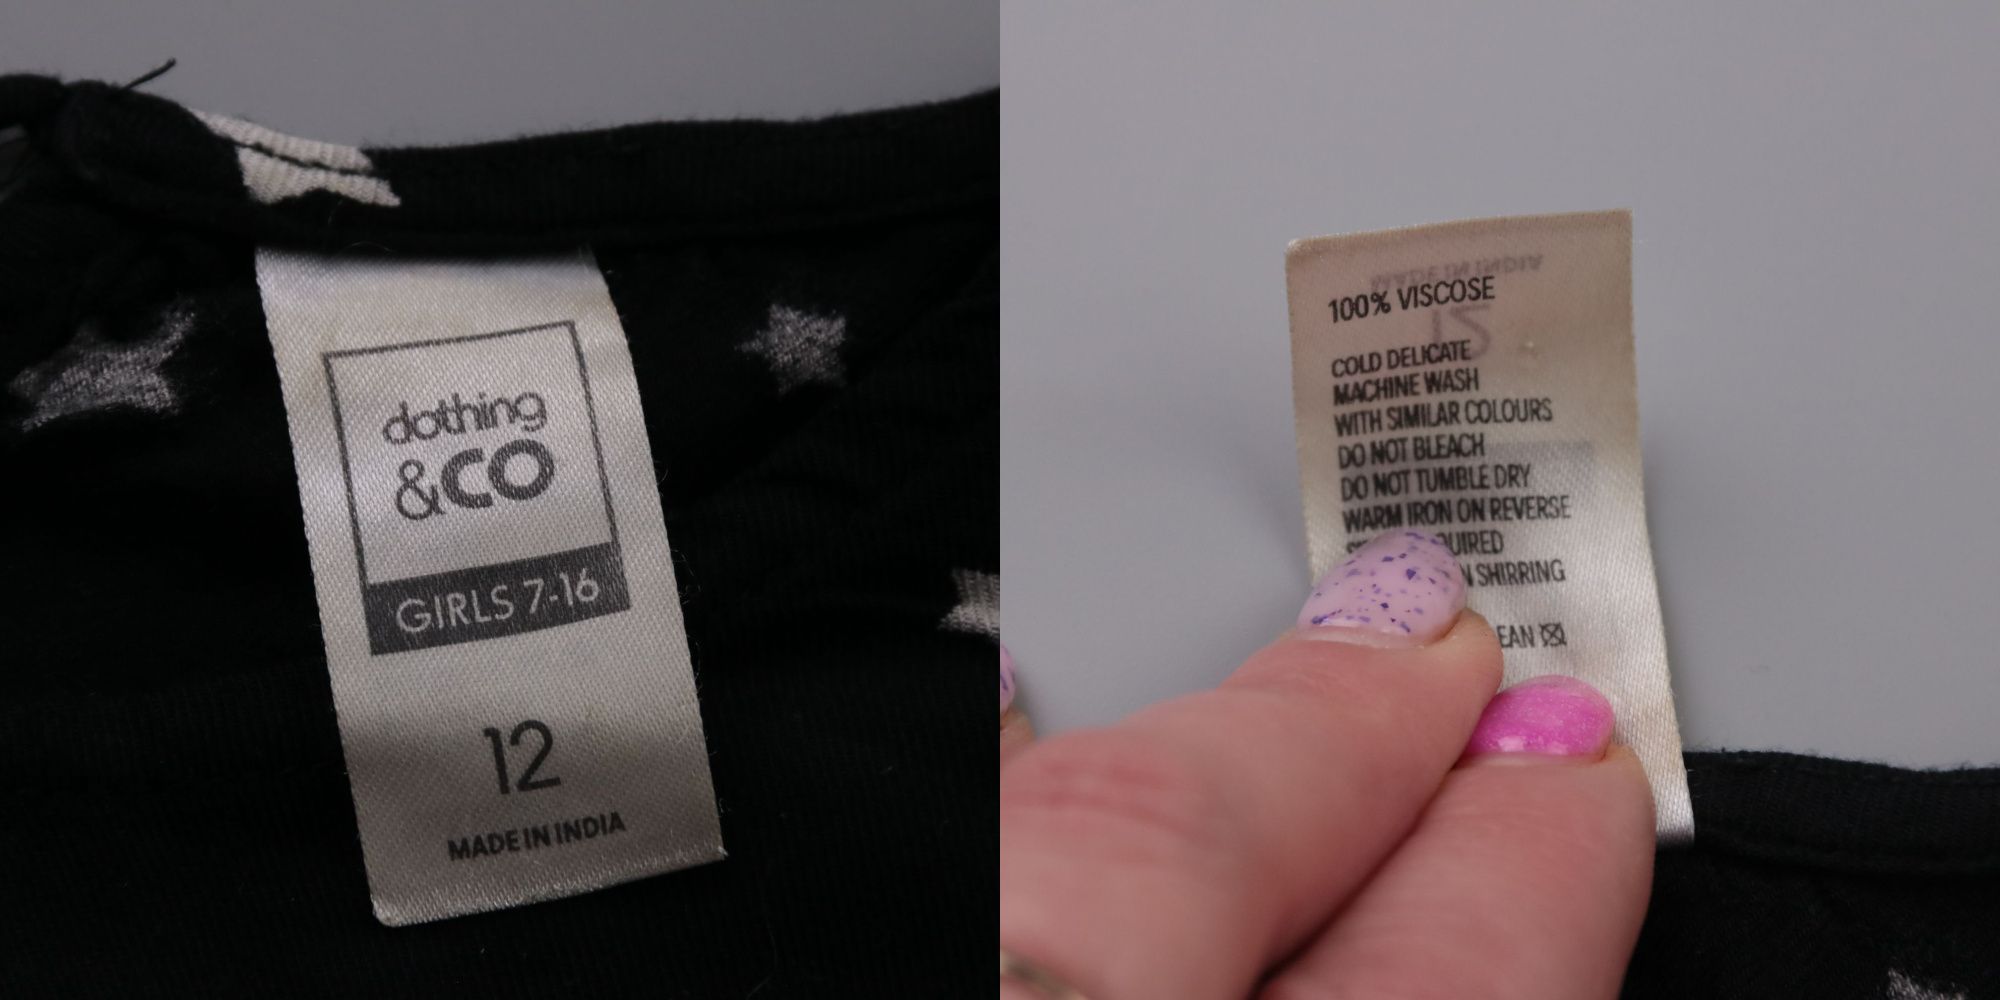 clothing
&CO
GIRLS 7-16
12
MADE IN INDIA
100% VISCOSE
COLD DELICATE
MACHINE WASH
WITH SIMILAR COLOURS
DO NOT BLEACH
DO NOT TUMBLE DRY
WARM IRON ON REVERSE
SHIRRING